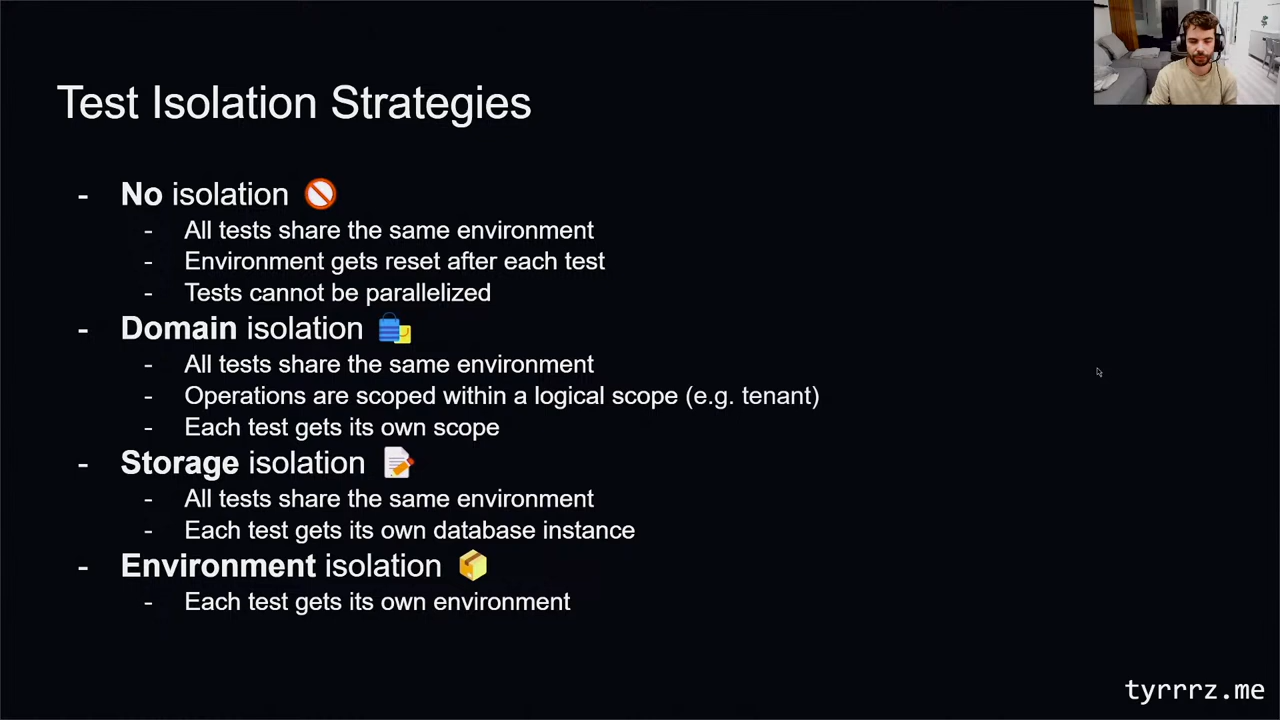 Test Isolation Strategies
- No isolation 🚫
- All tests share the same environment
- Environment gets reset after each test
- Tests cannot be parallelized
- Domain isolation 🛍️
- All tests share the same environment
- Operations are scoped within a logical scope (e.g. tenant)
- Each test gets its own scope
- Storage isolation 📝
- All tests share the same environment
- Each test gets its own database instance
- Environment isolation 📦
- Each test gets its own environment
tyrrrz.me